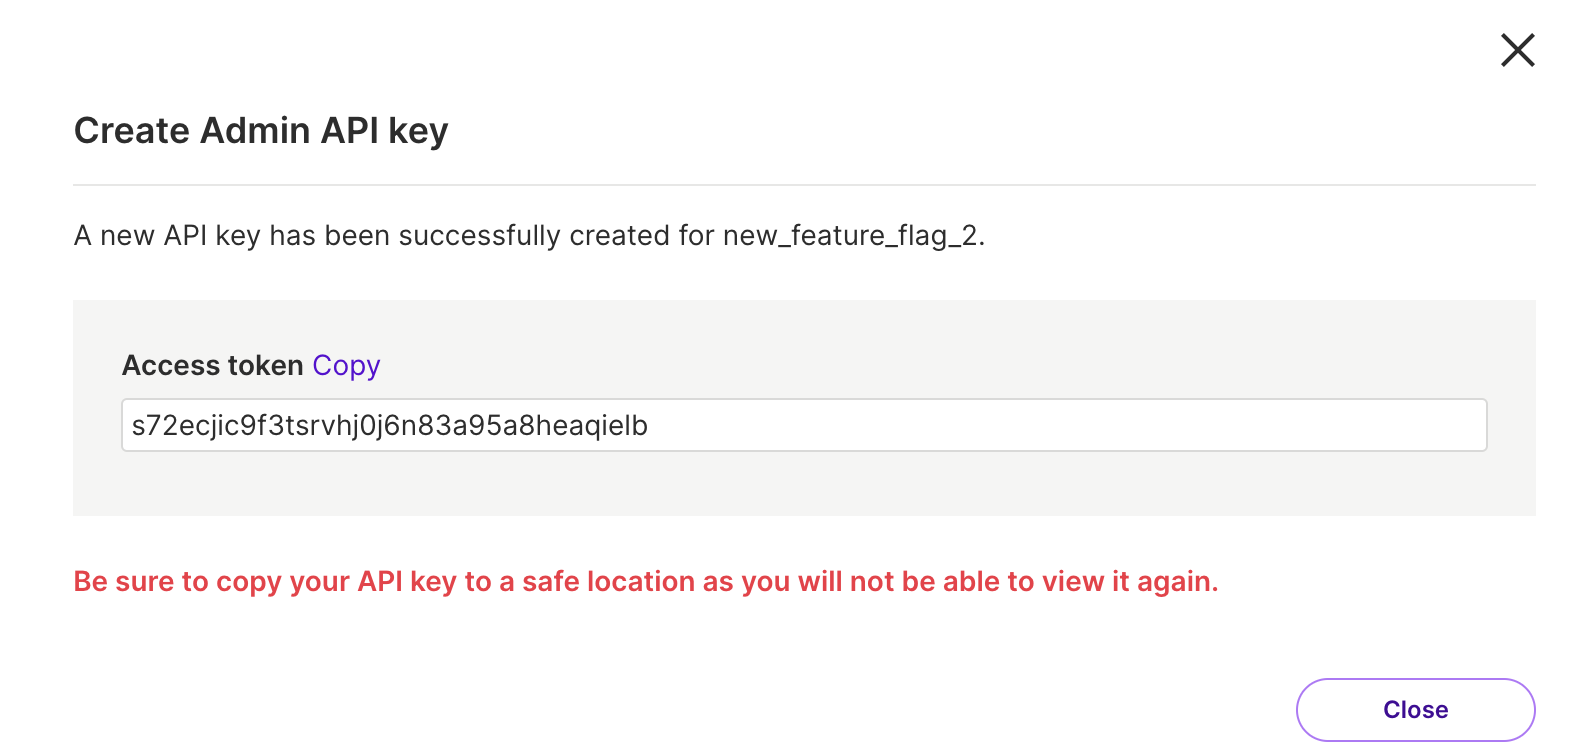 Create Admin API key
A new API key has been successfully created for new_feature_flag_2.
Access token Copy
s72ecjic9f3tsrvhj0j6n83a95a8heaqielb
Be sure to copy your API key to a safe location as you will not be able to view it again.
Close